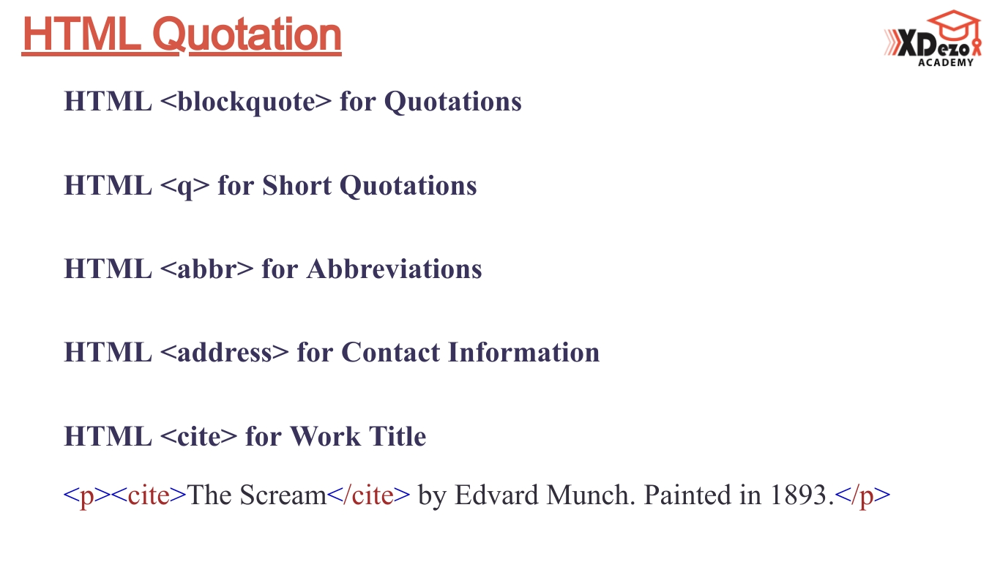 HTML Quotation
XDezo
ACADEMY
HTML <blockquote> for Quotations
HTML <q> for Short Quotations
HTML <abbr> for Abbreviations
HTML <address> for Contact Information
HTML <cite> for Work Title
<p><cite>The Scream</cite> by Edvard Munch. Painted in 1893.</p>